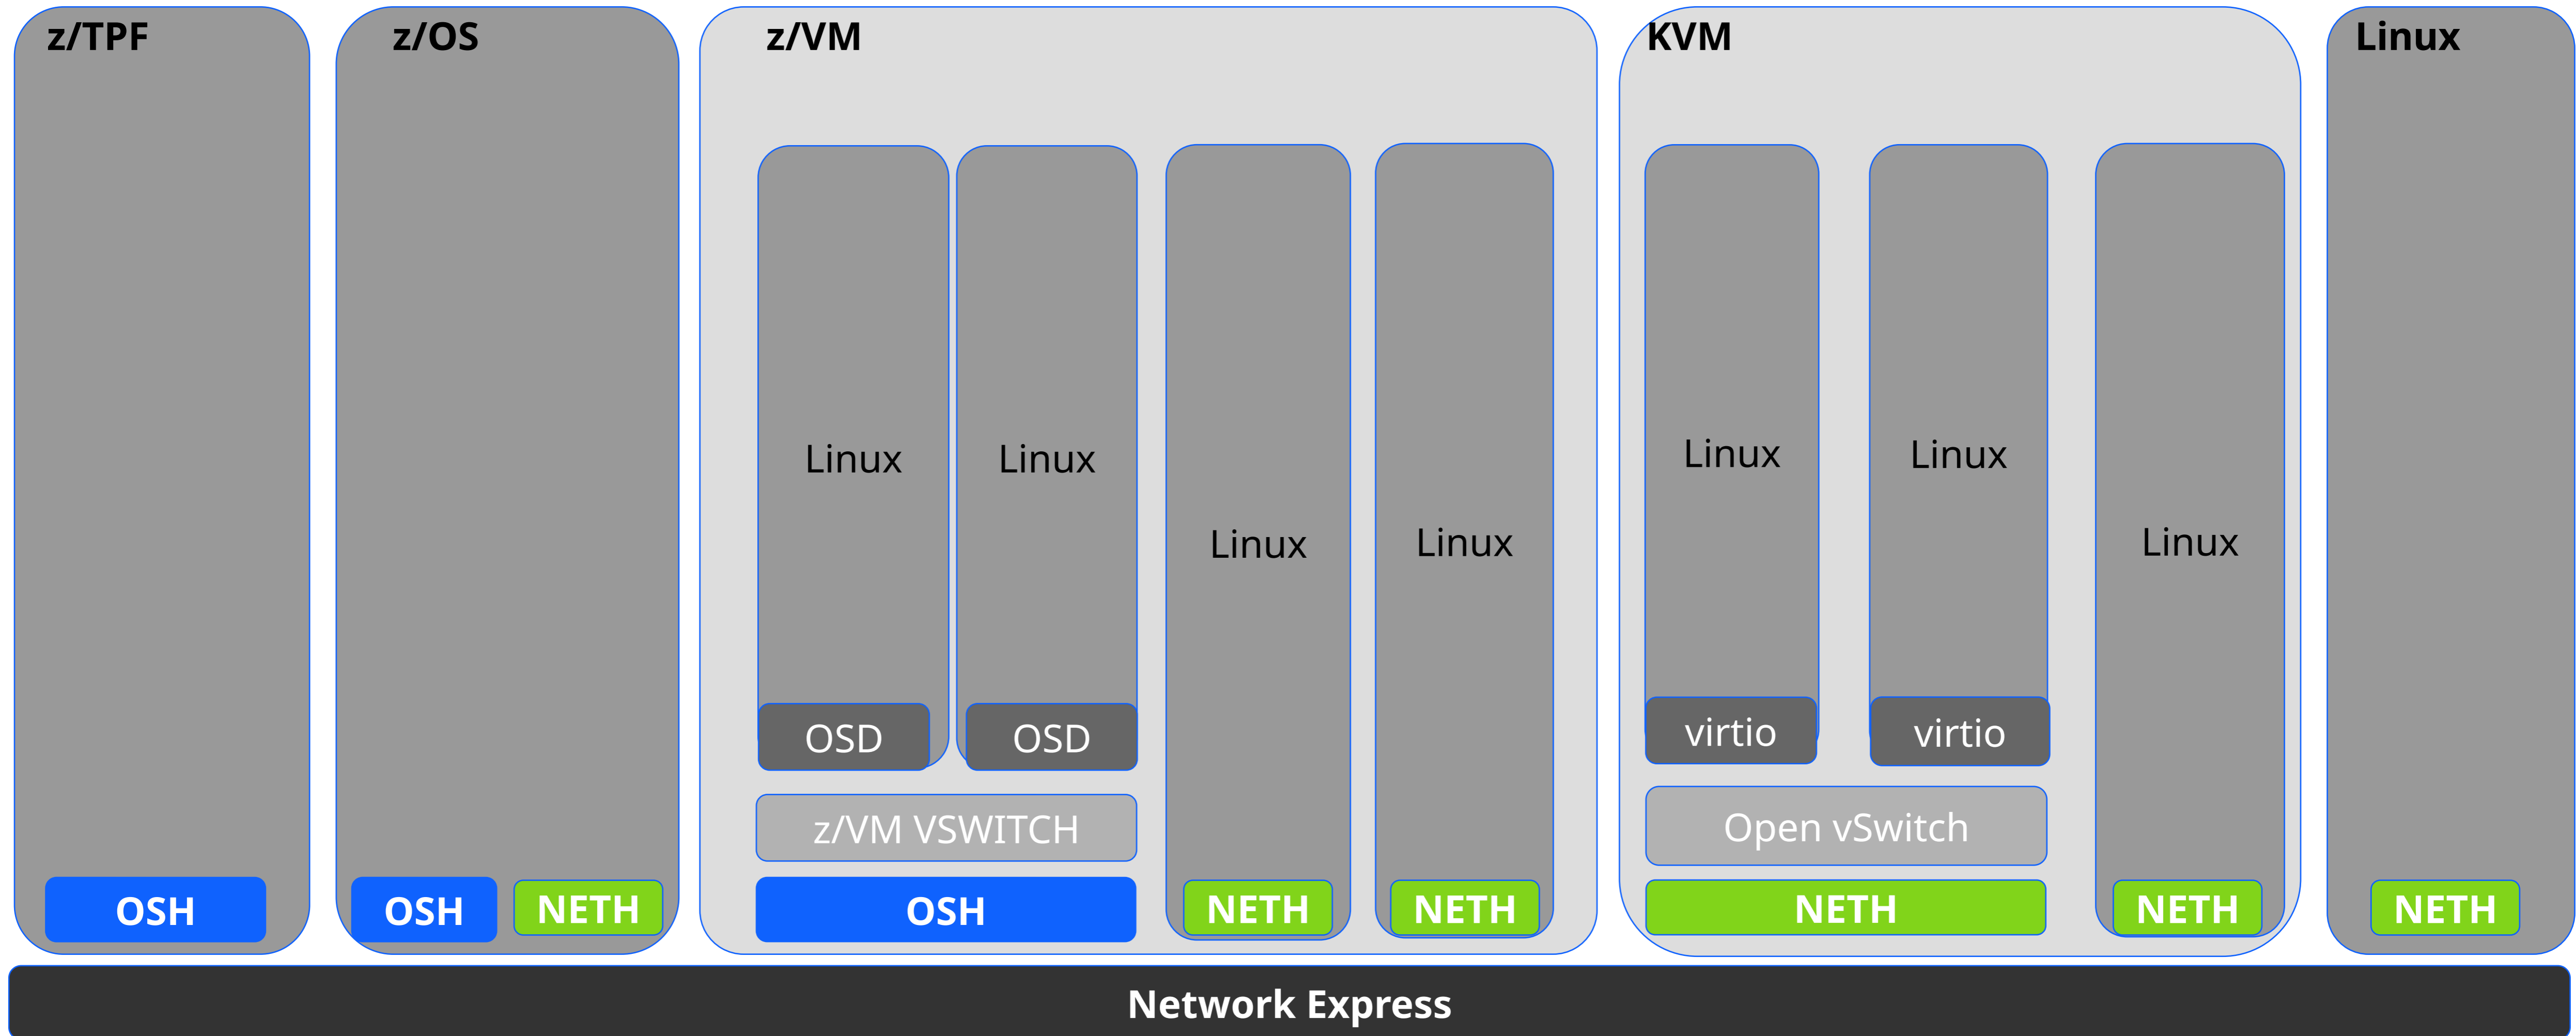 z/TPF
z/OS
z/VM
KVM
Linux
Linux
Linux
Linux
Linux
Linux
Linux
Linux
OSD
OSD
virtio
virtio
z/VM VSWITCH
Open vSwitch
OSH
OSH
NETH
OSH
NETH
NETH
NETH
NETH
NETH
Network Express